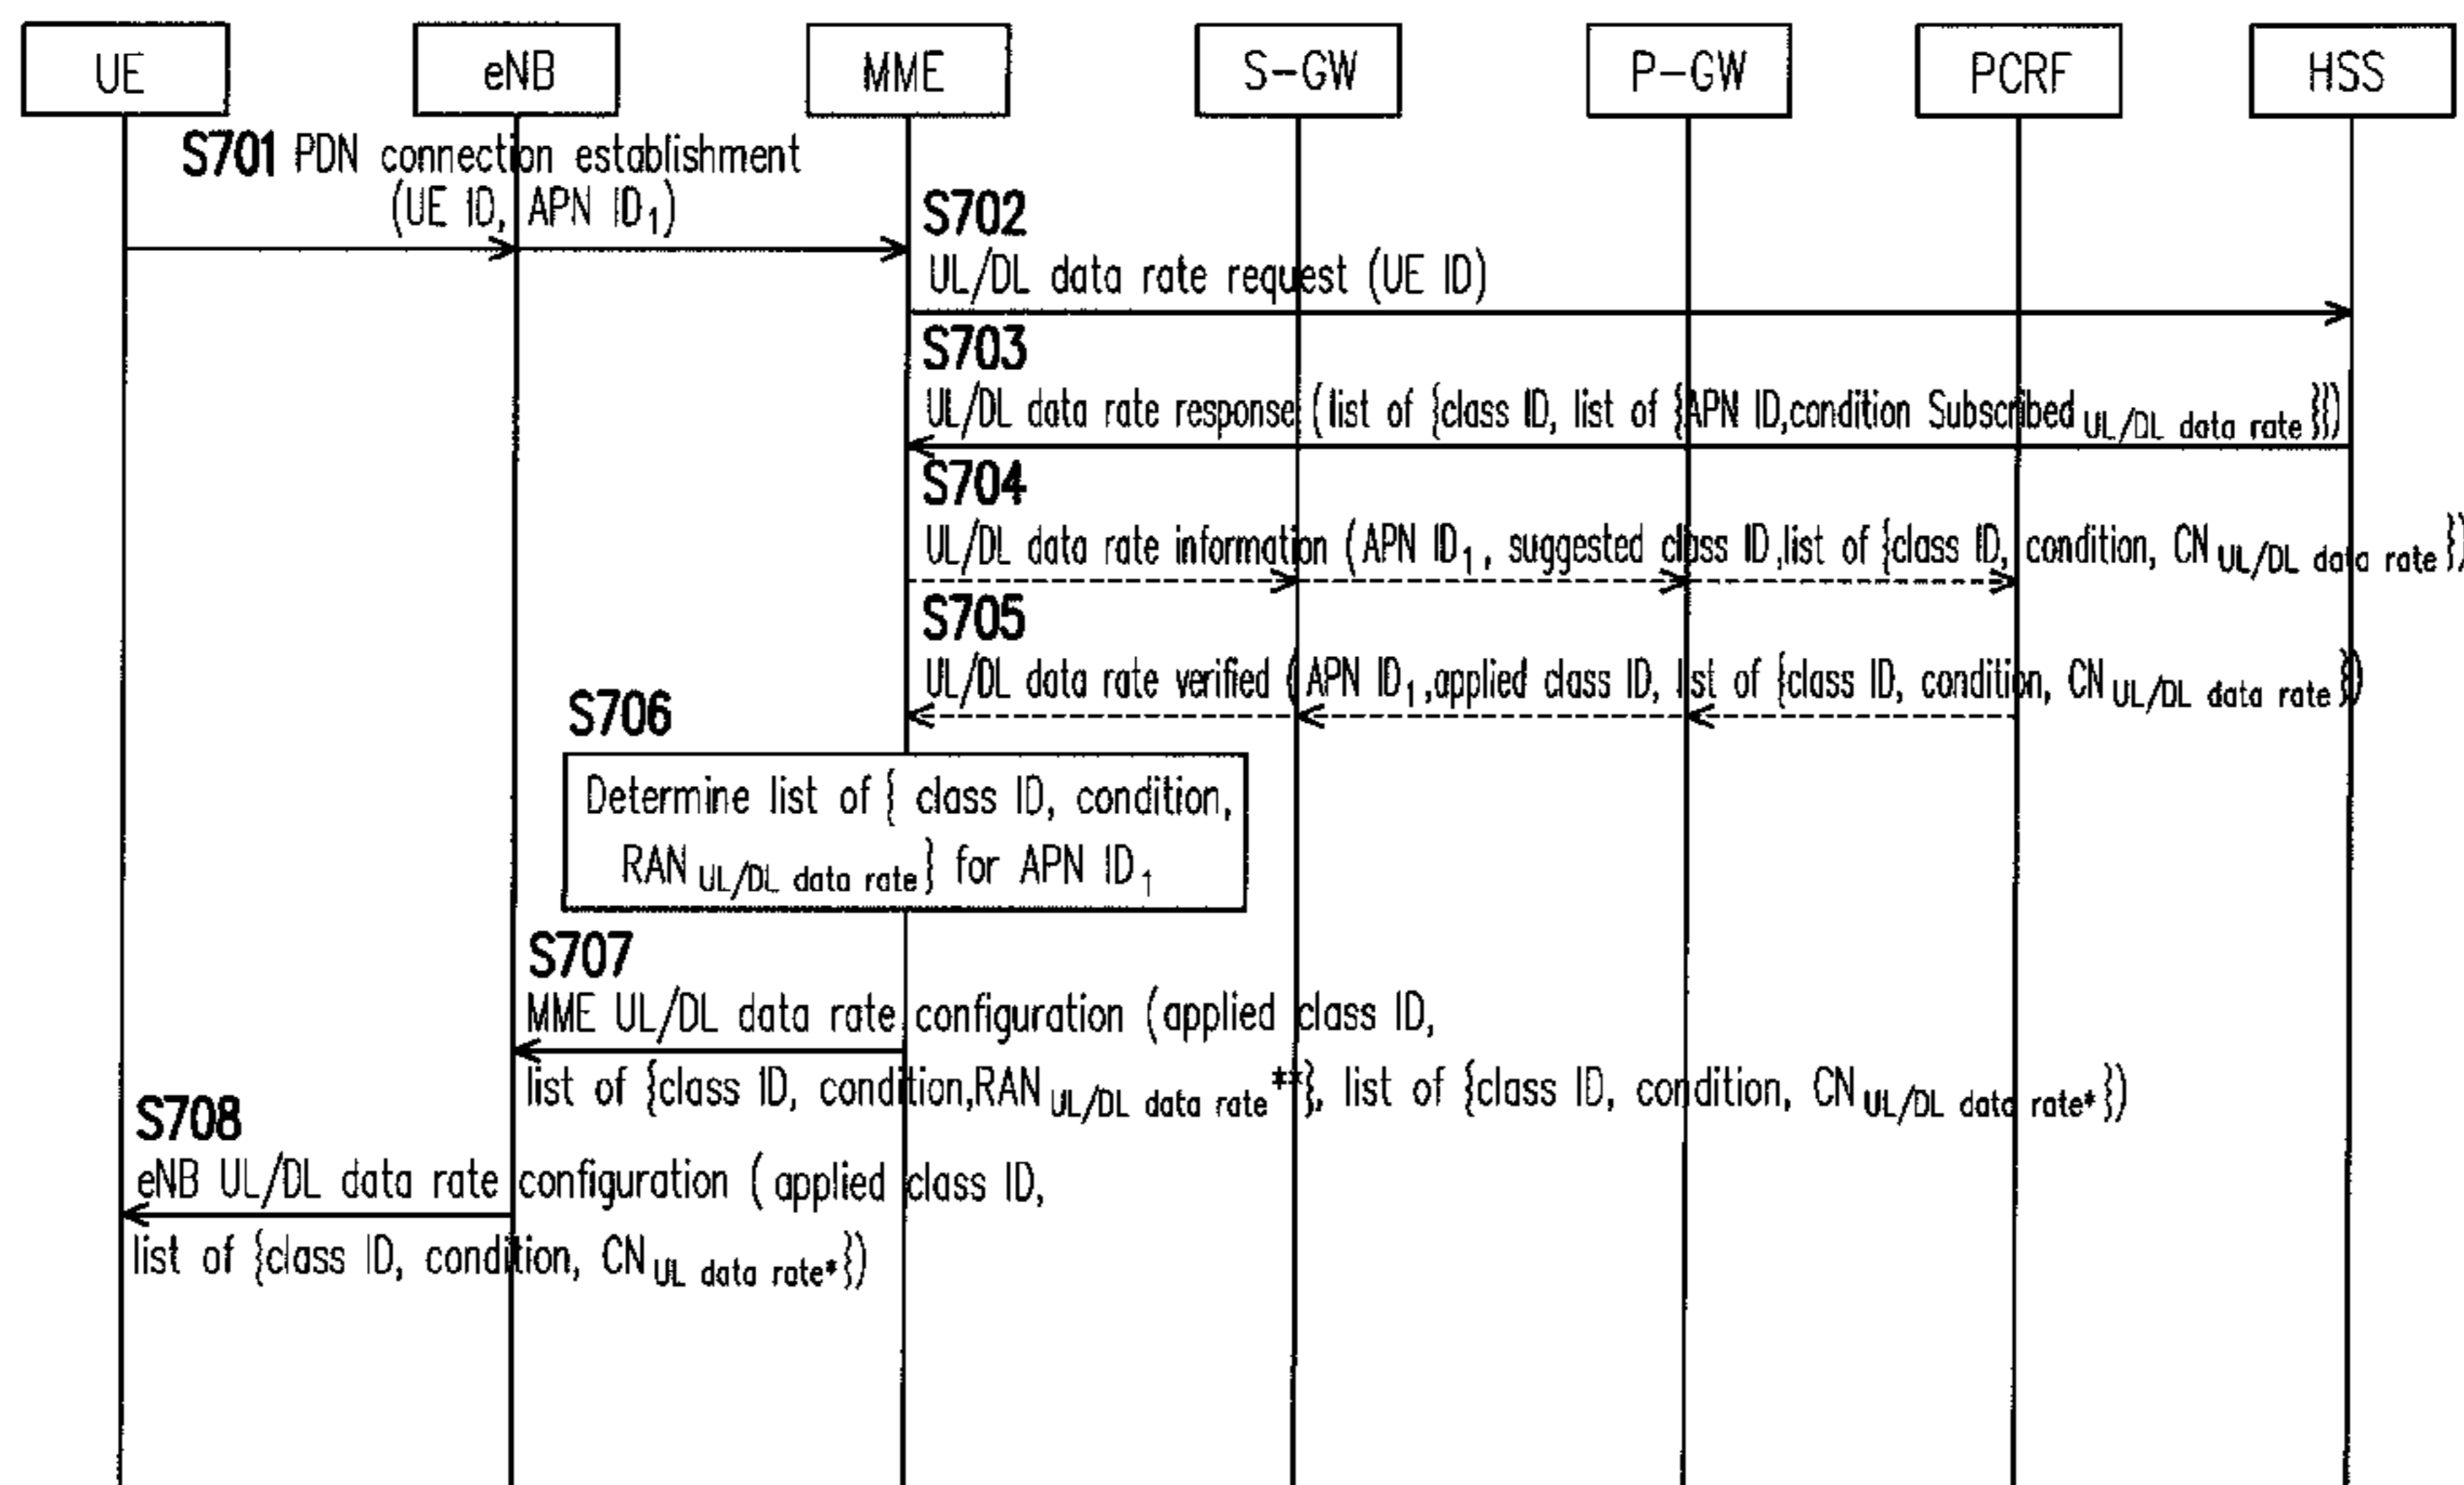 UE eNB MME S-GW P-GW PCRF HSS
S701 PDN connection establishment
(UE ID, APN ID1)
S702
UL/DL data rate request (UE ID)
S703
UL/DL data rate response (list of {class ID, list of {APN ID,condition Subscribed UL/DL data rate}})
S704
UL/DL data rate information (APN ID1, suggested class ID,list of {class ID, condition, CN UL/DL data rate})
S705
UL/DL data rate verified (APN ID1,applied class ID, list of {class ID, condition, CN UL/DL data rate})
S706
Determine list of { class ID, condition,
RAN UL/DL data rate} for APN ID1
S707
MME UL/DL data rate configuration (applied class ID,
list of {class ID, condition,RAN UL/DL data rate**}, list of {class ID, condition, CN UL/DL data rate*})
S708
eNB UL/DL data rate configuration ( applied class ID,
list of {class ID, condition, CN UL data rate*})